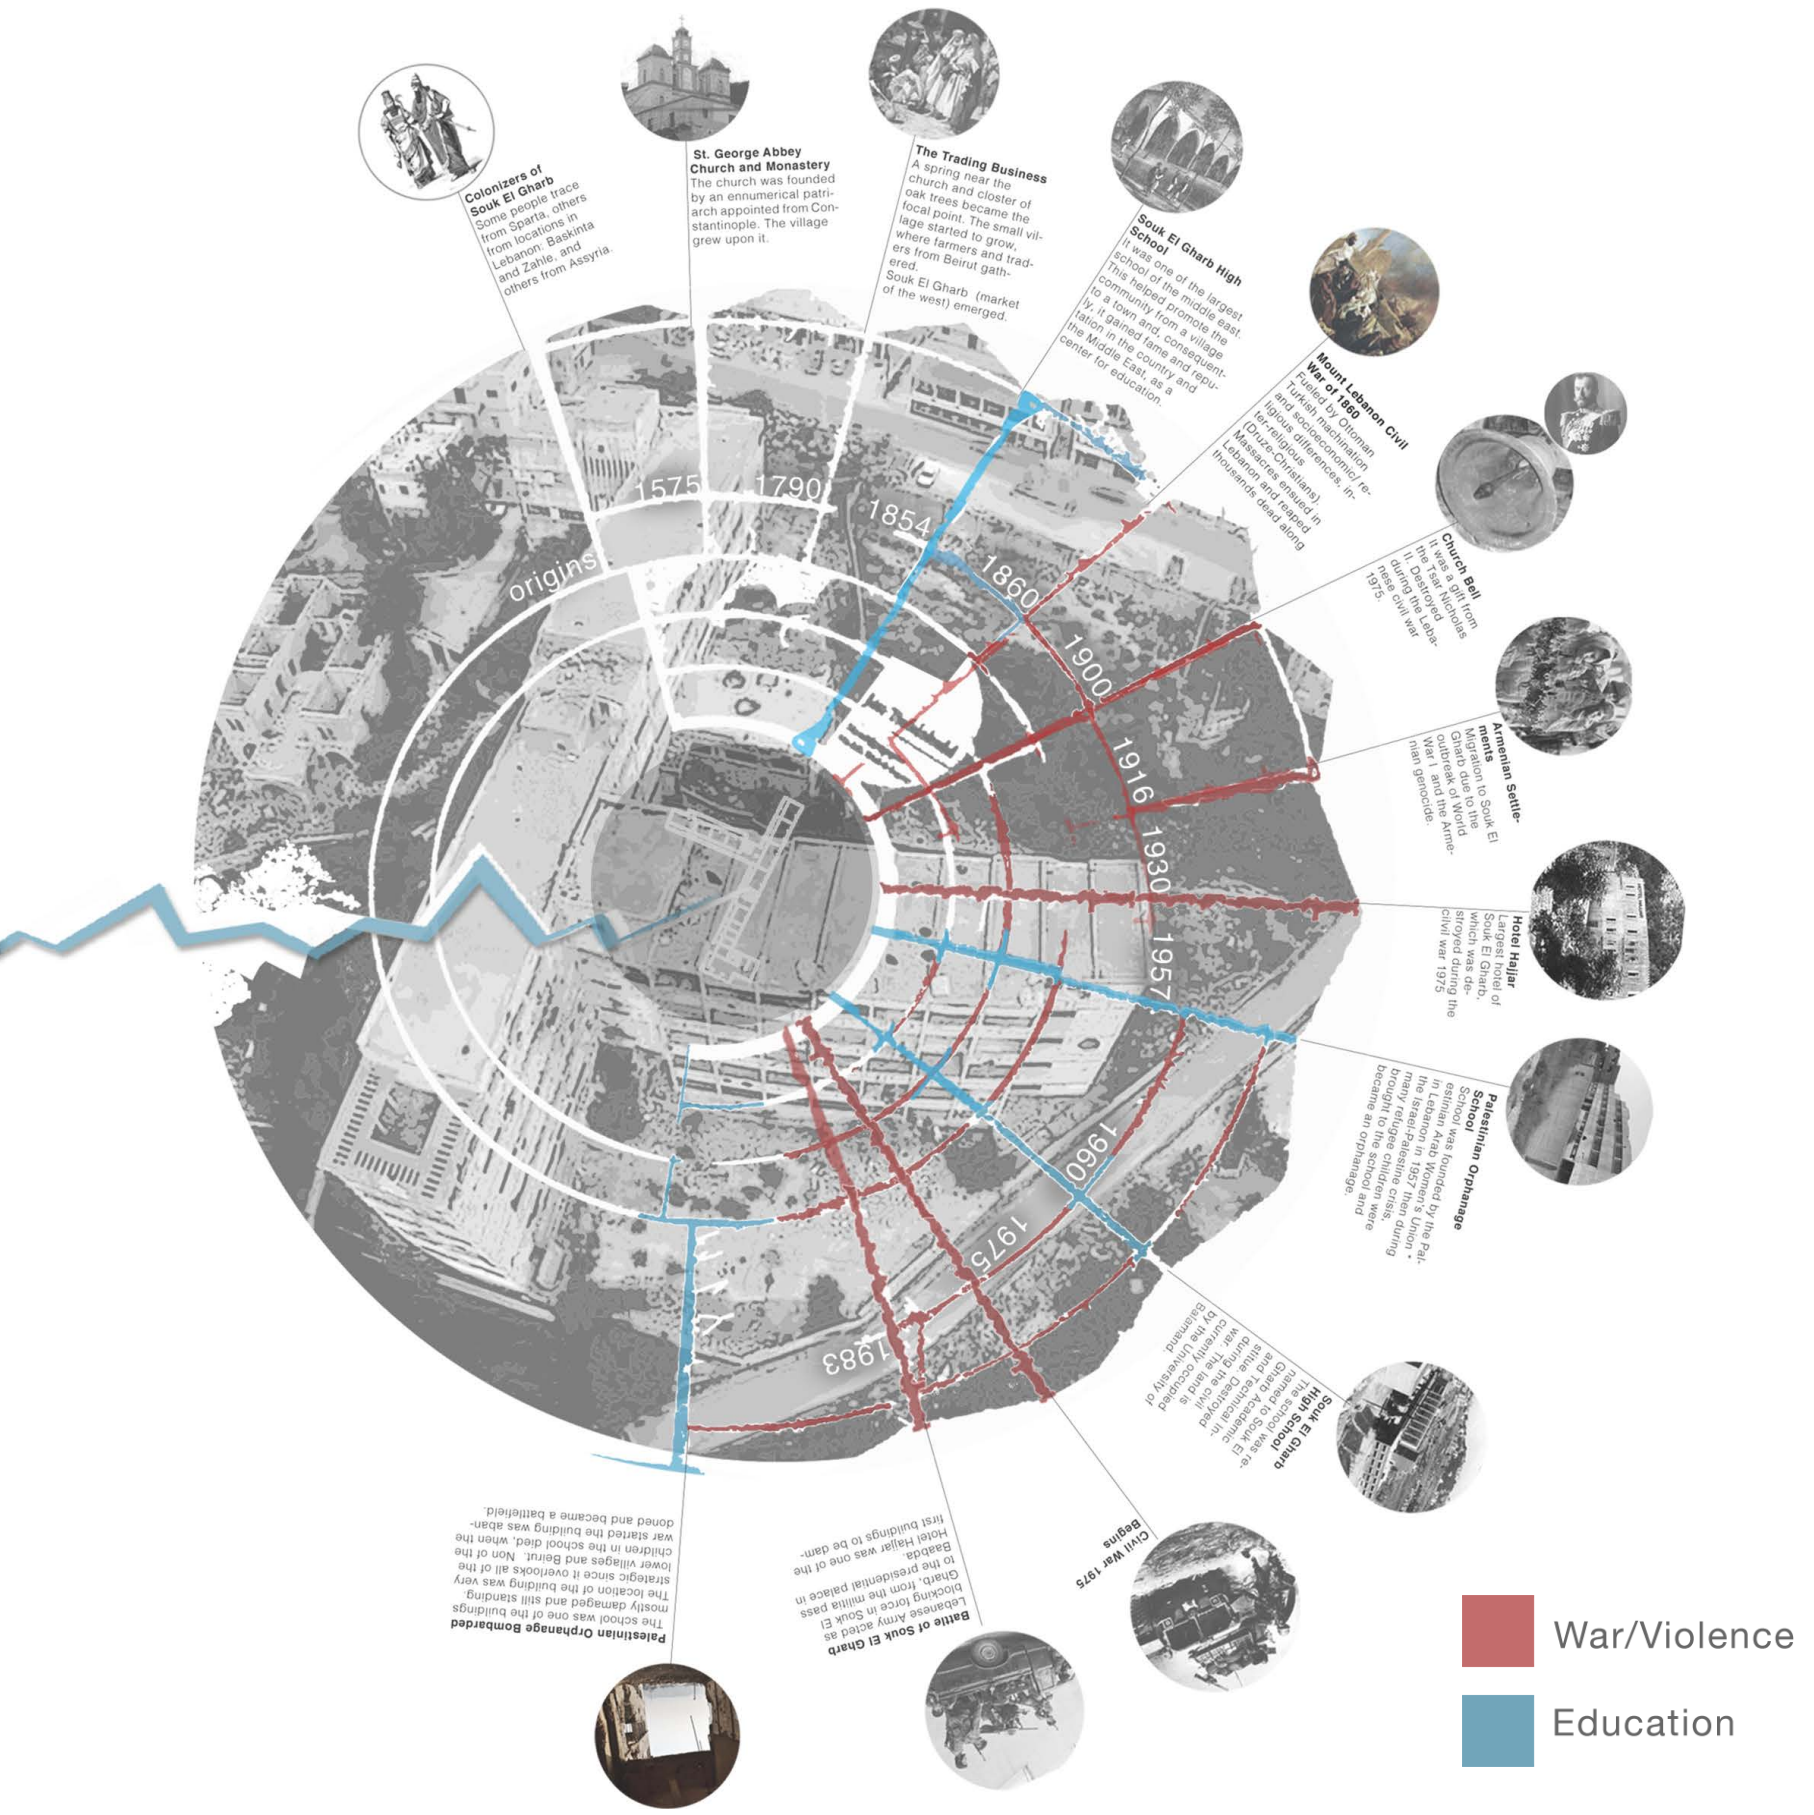 Colonizers of
Souk El Gharb
Some people trace
from Sparta, others
from locations in
Lebanon: Baskinta
and Zahle, and
others from Assyria.
St. George Abbey
Church and Monastery
The church was founded
by an ennumerical patri-
arch appointed from Con-
stantinople. The village
grew upon it.
The Trading Business
A spring near the
church and closter of
oak trees became the
focal point. The small vil-
lage started to grow,
where farmers and trad-
ers from Beirut gath-
ered.
Souk El Gharb (market
of the west) emerged.
Souk El Gharb High
School
It was one of the largest
school of the middle east.
This helped promote the
community from a village
to a town and, consequent-
ly, it gained fame and repu-
tation in the country and
the Middle East, as a
center for education.
Mount Lebanon Civil
War of 1860
Fueled by Ottoman
Turkish machination
and socioeconomic/ re-
ligious differences, in-
ter-religious
(Druze-Christians).
Massacres ensued in
Lebanon and reaped
thousands dead along
Church Bell
It was a gift from
the Tsar Nicholas
II. Destroyed
during the Leba-
nese civil war
1975.
Armenian Settle-
ments
Migration to Souk El
Gharb due to the
outbreak of World
War I and the Arme-
nian genocide.
Hotel Hajjar
Largest hotel of
Souk El Gharb,
which was de-
stroyed during the
civil war 1975
Palestinian Orphanage
School
School was founded by the Pal-
estinian Arab Women's Union
in Lebanon in 1957 then during
the Israel-Palestine crisis,
many refugee children were
brought to the school and
became an orphanage.
Souk El Gharb
High School
The school was re-
named to Souk El
Gharb Academic
and Technical In-
stitue. Destroyed
during the civil
war. The land is
currently occupied
by the University of
Balamand.
Civil War 1975
Begins
Battle of Souk El Gharb
Lebanese Army acted as
blocking force in Souk El
Gharb, from the militia pass
to the presidential palace in
Baabda.
Hotel Hajjar was one of the
first buildings to be dam-
Palestinian Orphanage Bombarded
The school was one of the buildings
mostly damaged and still standing.
The location of the building was very
strategic since it overlooks all of the
lower villages and Beirut. Non of the
children in the school died, when the
war started the building was aban-
doned and became a battlefield.
origins
1575
1790
1854
1860
1900
1916
1930
1957
1960
1975
1983
War/Violence
Education